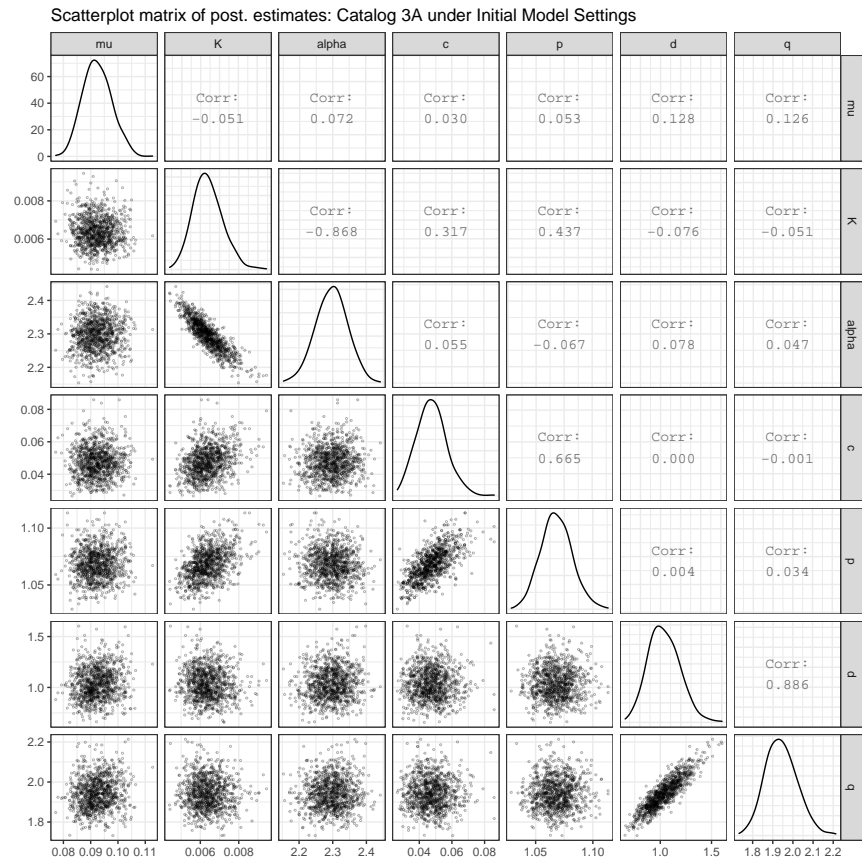 Scatterplot matrix of post. estimates: Catalog 3A under Initial Model Settings
mu K alpha c p d q
60
40
20
0
Corr: Corr: Corr: Corr: Corr: Corr:
-0.051 0.072 0.030 0.053 0.128 0.126
mu
0.008
0.006
Corr: Corr: Corr: Corr: Corr:
-0.868 0.317 0.437 -0.076 -0.051
K
2.4
2.3
2.2
Corr: Corr: Corr: Corr:
0.055 -0.067 0.078 0.047
alpha
0.08
0.06
0.04
Corr: Corr: Corr:
0.665 0.000 -0.001
c
1.10
1.05
Corr: Corr:
0.004 0.034
p
1.5
1.0
Corr:
0.886
d
2.2
2.0
1.8
q
0.08 0.09 0.10 0.11 0.006 0.008 2.2 2.3 2.4 0.04 0.06 0.08 1.05 1.10 1.0 1.5 1.8 1.9 2.0 2.1 2.2